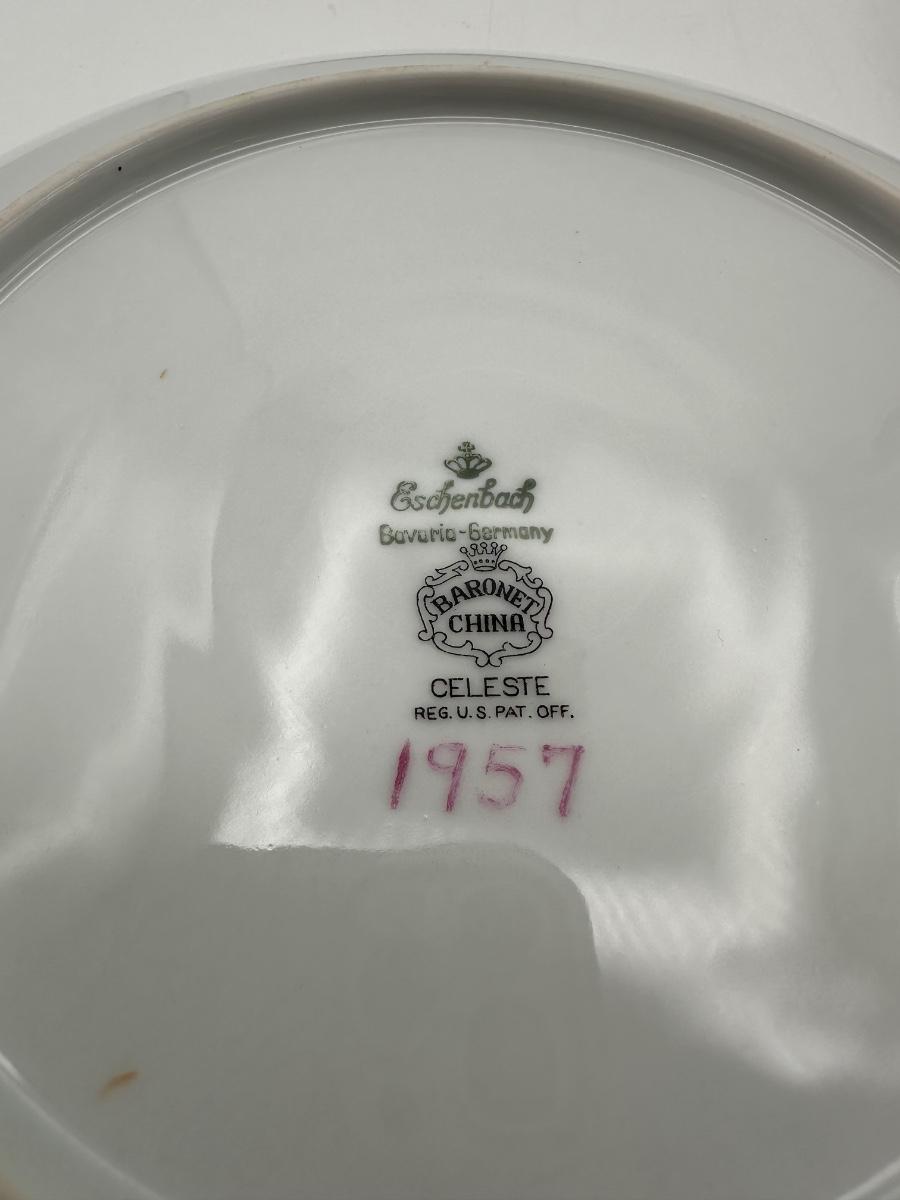 Eschenbach
Bavaria-Germany
BARONET
CHINA
CELESTE
REG. U.S. PAT. OFF.
1957